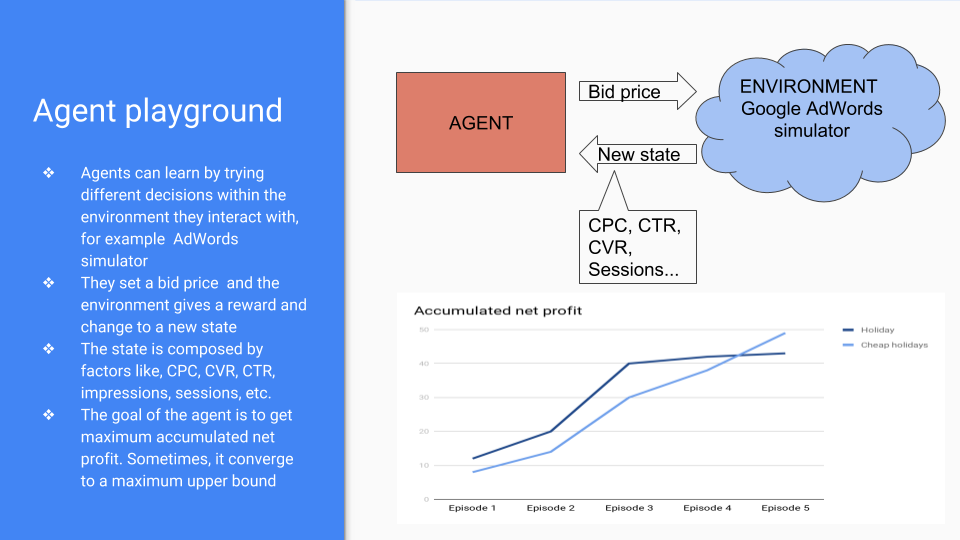 Agent playground
❖ Agents can learn by trying
different decisions within the
environment they interact with,
for example  AdWords
simulator
❖ They set a bid price  and the
environment gives a reward and
change to a new state
❖ The state is composed by
factors like, CPC, CVR, CTR,
impressions, sessions, etc.
❖ The goal of the agent is to get
maximum accumulated net
profit. Sometimes, it converge
to a maximum upper bound
AGENT
Bid price
New state
ENVIRONMENT
Google AdWords
simulator
CPC, CTR,
CVR,
Sessions...
Accumulated net profit
50
40
30
20
10
0
Episode 1
Episode 2
Episode 3
Episode 4
Episode 5
Holiday
Cheap holidays